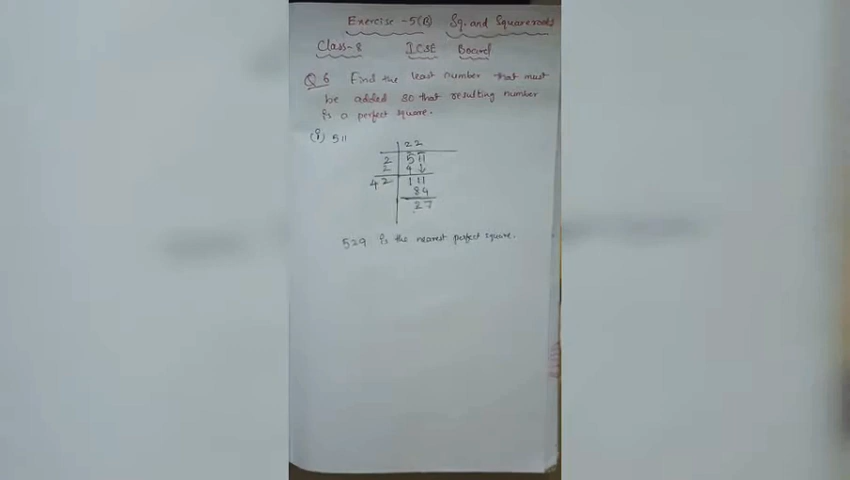 Exercise - 5(B) Sq. and Squareroots
Class-8 ICSE Board
Q 6 Find the least number that must
be added so that resulting number
is a perfect square.
(i) 511
22
2 511
2 4 ↓
42 111
84
27
529 is the nearest perfect square.